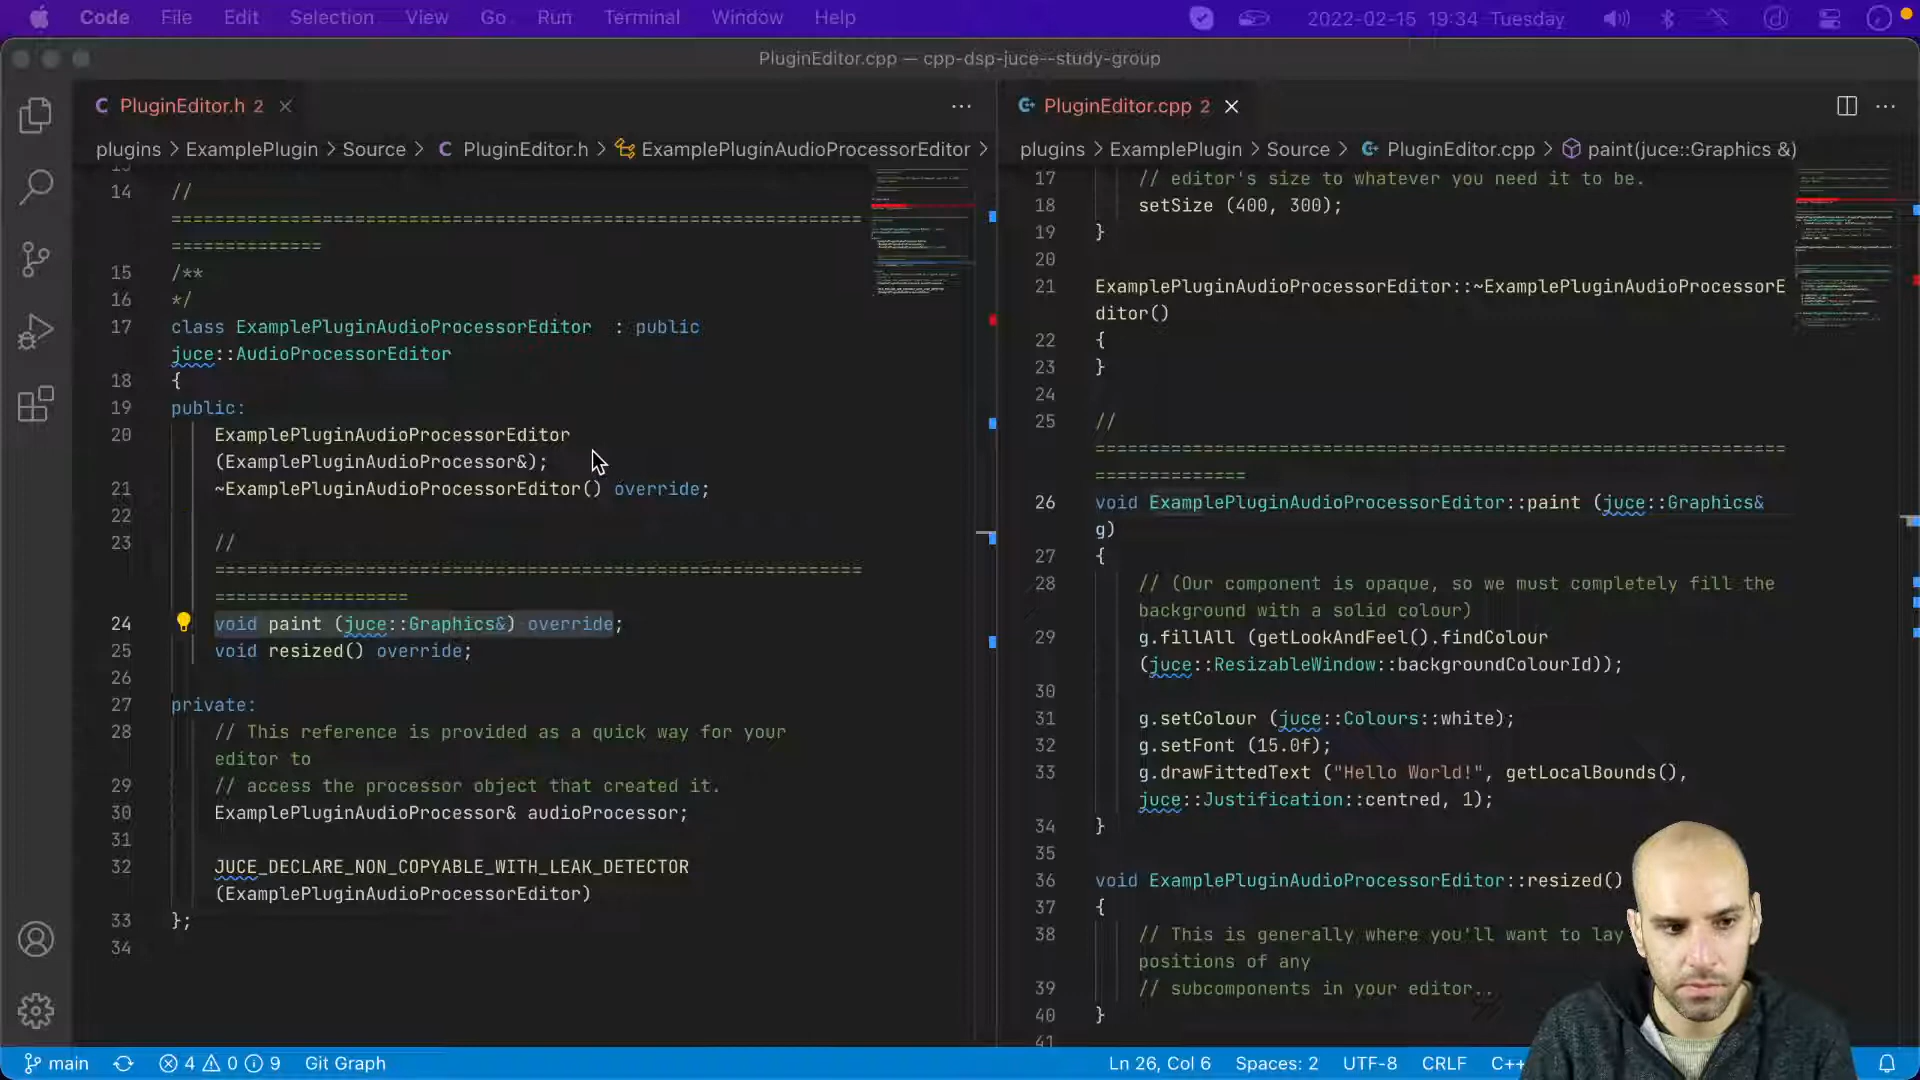 Code File Edit Selection View Go Run Terminal Window Help 2022-02-15 19:34 Tuesday
PluginEditor.cpp — cpp-dsp-juce--study-group
PluginEditor.h 2
plugins > ExamplePlugin > Source > PluginEditor.h > ExamplePluginAudioProcessorEditor >
14 //
================================================================
==============
15 /**
16 */
17 class ExamplePluginAudioProcessorEditor : public
juce::AudioProcessorEditor
18 {
19 public:
20 ExamplePluginAudioProcessorEditor
(ExamplePluginAudioProcessor&);
21 ~ExamplePluginAudioProcessorEditor() override;
22
23 //
============================================================
==================
24 void paint (juce::Graphics&) override;
25 void resized() override;
26
27 private:
28 // This reference is provided as a quick way for your
editor to
29 // access the processor object that created it.
30 ExamplePluginAudioProcessor& audioProcessor;
31
32 JUCE_DECLARE_NON_COPYABLE_WITH_LEAK_DETECTOR
(ExamplePluginAudioProcessorEditor)
33 };
34
PluginEditor.cpp 2
plugins > ExamplePlugin > Source > PluginEditor.cpp > paint(juce::Graphics &)
17 // editor's size to whatever you need it to be.
18 setSize (400, 300);
19 }
20
21 ExamplePluginAudioProcessorEditor::~ExamplePluginAudioProcessorE
ditor()
22 {
23 }
24
25 //
================================================================
==============
26 void ExamplePluginAudioProcessorEditor::paint (juce::Graphics&
g)
27 {
28 // (Our component is opaque, so we must completely fill the
background with a solid colour)
29 g.fillAll (getLookAndFeel().findColour
(juce::ResizableWindow::backgroundColourId));
30
31 g.setColour (juce::Colours::white);
32 g.setFont (15.0f);
33 g.drawFittedText ("Hello World!", getLocalBounds(),
juce::Justification::centred, 1);
34 }
35
36 void ExamplePluginAudioProcessorEditor::resized()
37 {
38 // This is generally where you'll want to lay
positions of any
39 // subcomponents in your editor..
40 }
41
main 4 0 9 Git Graph Ln 26, Col 6 Spaces: 2 UTF-8 CRLF C++